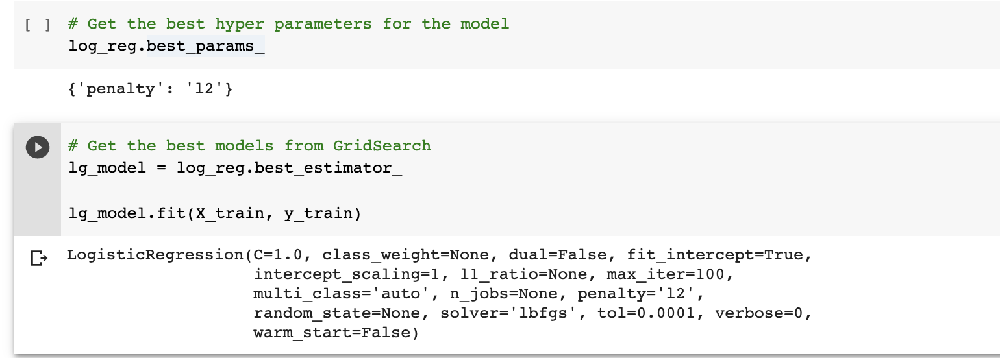 [ ] # Get the best hyper parameters for the model
log_reg.best_params_
{'penalty': 'l2'}
# Get the best models from GridSearch
lg_model = log_reg.best_estimator_
lg_model.fit(X_train, y_train)
LogisticRegression(C=1.0, class_weight=None, dual=False, fit_intercept=True,
intercept_scaling=1, l1_ratio=None, max_iter=100,
multi_class='auto', n_jobs=None, penalty='l2',
random_state=None, solver='lbfgs', tol=0.0001, verbose=0,
warm_start=False)